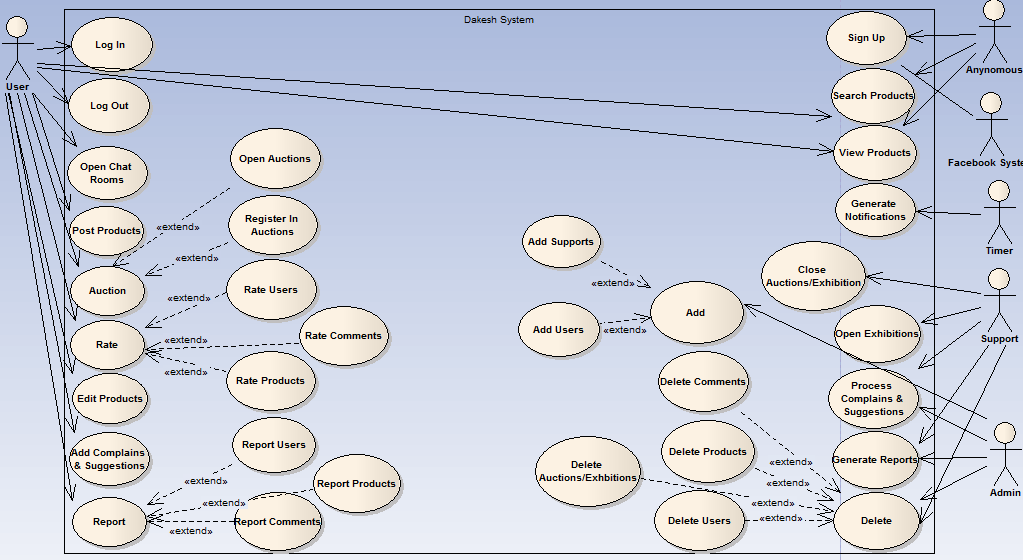 Dakesh System
User
Log In
Log Out
Open Chat
Rooms
Post Products
Auction
Rate
Edit Products
Add Complains
& Suggestions
Report
Open Auctions
Register In
Auctions
Rate Users
Rate Comments
Rate Products
Report Users
Report Products
Report Comments
«extend»
«extend»
«extend»
«extend»
«extend»
«extend»
«extend»
«extend»
Add Supports
Add Users
«extend»
«extend»
Add
Delete Comments
Delete Products
Delete
Auctions/Exhbitions
Delete Users
«extend»
«extend»
«extend»
«extend»
Sign Up
Search Products
View Products
Generate
Notifications
Close
Auctions/Exhibition
Open Exhibitions
Process
Complains &
Suggestions
Generate Reports
Delete
Anynomous
Facebook Syste
Timer
Support
Admin